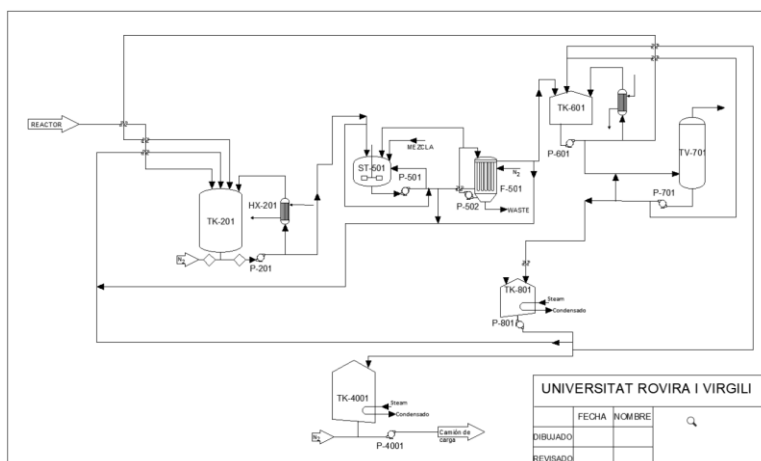 REACTOR
TK-201
HX-201
N2
P-201
ST-501
MEZCLA
P-501
P-502
F-501
N2
WASTE
TK-601
P-601
TV-701
P-701
TK-801
Steam
Condensado
P-801
TK-4001
Steam
Condensado
N2
P-4001
Camión de
carga
UNIVERSITAT ROVIRA I VIRGILI
FECHA NOMBRE
DIBUJADO
REVISADO